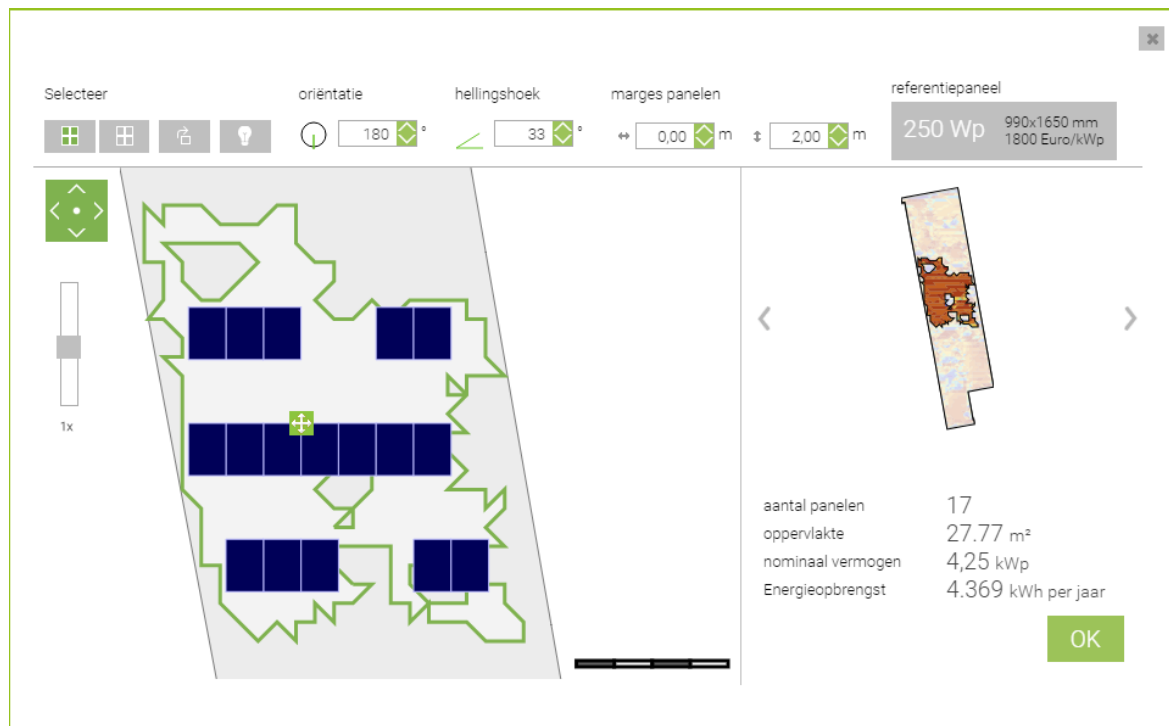 Selecteer
oriëntatie
hellingshoek
marges panelen
referentiepaneel
180 °
33 °
0,00 m
2,00 m
250 Wp
990x1650 mm
1800 Euro/kWp
1x
aantal panelen 17
oppervlakte 27.77 m²
nominaal vermogen 4,25 kWp
Energieopbrengst 4.369 kWh per jaar
OK